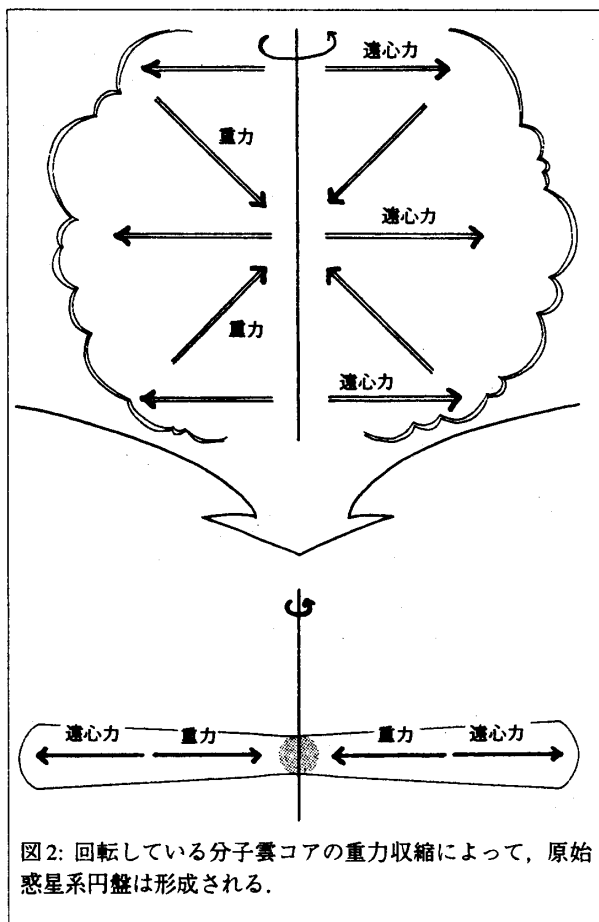 遠心力
重力
遠心力
重力
遠心力
遠心力 重力 重力 遠心力
図2: 回転している分子雲コアの重力収縮によって，原始
惑星系円盤は形成される．